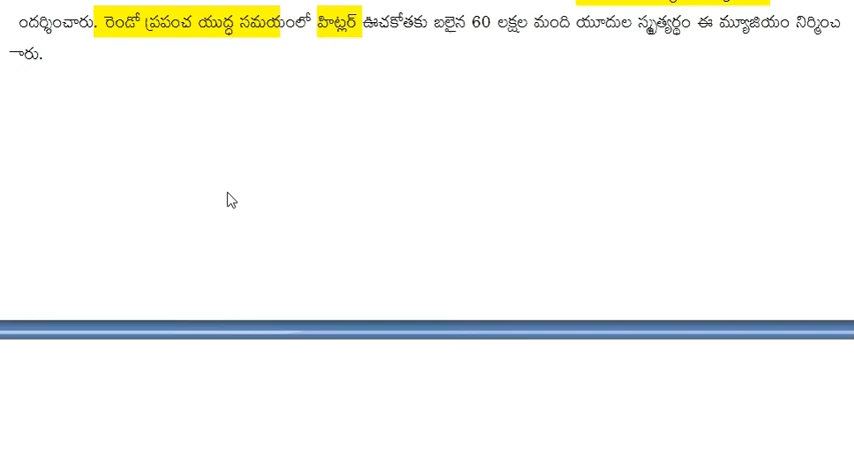 ందర్శించారు. రెండో ప్రపంచ యుద్ధ సమయంలో హిట్లర్ ఊచకోతకు బలైన 60 లక్షల మంది యూదుల స్మృత్యర్థం ఈ మ్యూజియం నిర్మించ
ారు.